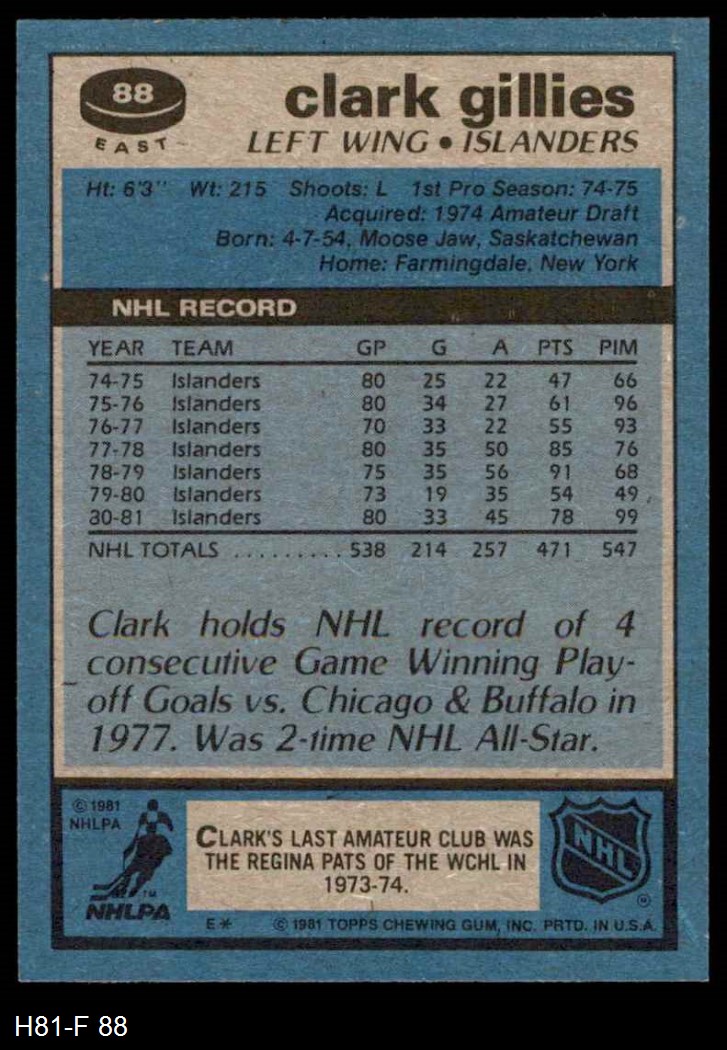 88
EAST
clark gillies
LEFT WING • ISLANDERS
Ht: 6'3" Wt: 215 Shoots: L 1st Pro Season: 74-75
Acquired: 1974 Amateur Draft
Born: 4-7-54, Moose Jaw, Saskatchewan
Home: Farmingdale, New York
NHL RECORD
YEAR TEAM GP G A PTS PIM
74-75 Islanders 80 25 22 47 66
75-76 Islanders 80 34 27 61 96
76-77 Islanders 70 33 22 55 93
77-78 Islanders 80 35 50 85 76
78-79 Islanders 75 35 56 91 68
79-80 Islanders 73 19 35 54 49
80-81 Islanders 80 33 45 78 99
NHL TOTALS ......... 538 214 257 471 547
Clark holds NHL record of 4
consecutive Game Winning Play-
off Goals vs. Chicago & Buffalo in
1977. Was 2-time NHL All-Star.
© 1981
NHLPA
TM
NHLPA
CLARK'S LAST AMATEUR CLUB WAS
THE REGINA PATS OF THE WCHL IN
1973-74.
NHL
®
E* © 1981 TOPPS CHEWING GUM, INC. PRTD. IN U.S.A.
H81-F 88